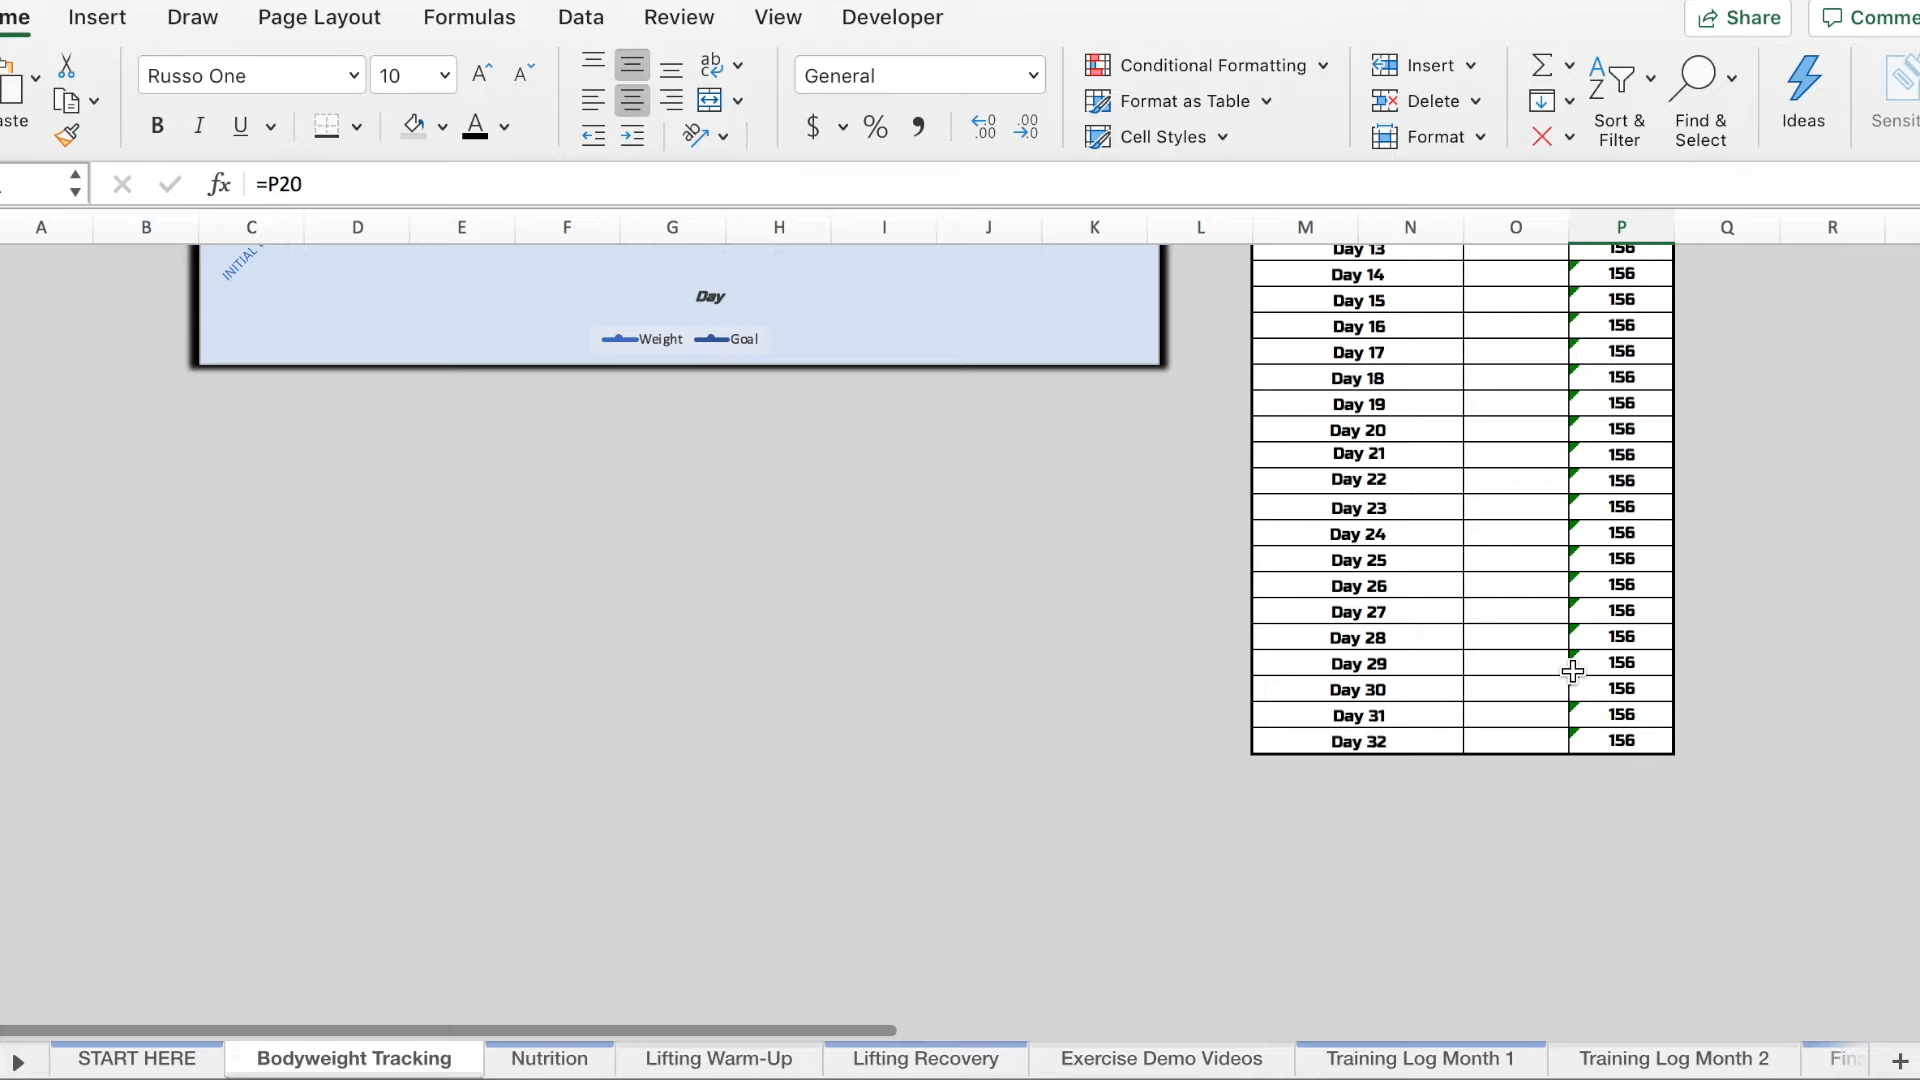 me Insert Draw Page Layout Formulas Data Review View Developer Share Comme
Russo One 10 A A ab General Conditional Formatting Insert Σ A Z
aste Format as Table Delete Sort & Filter Find & Select Ideas Sensit
B I U A $ % , .00 .00 →0 Cell Styles Format
fx =P20
A B C D E F G H I J K L M N O P Q R
INITIAL
Day
Weight Goal
Day 13 156
Day 14 156
Day 15 156
Day 16 156
Day 17 156
Day 18 156
Day 19 156
Day 20 156
Day 21 156
Day 22 156
Day 23 156
Day 24 156
Day 25 156
Day 26 156
Day 27 156
Day 28 156
Day 29 156
Day 30 156
Day 31 156
Day 32 156
START HERE Bodyweight Tracking Nutrition Lifting Warm-Up Lifting Recovery Exercise Demo Videos Training Log Month 1 Training Log Month 2 Fin